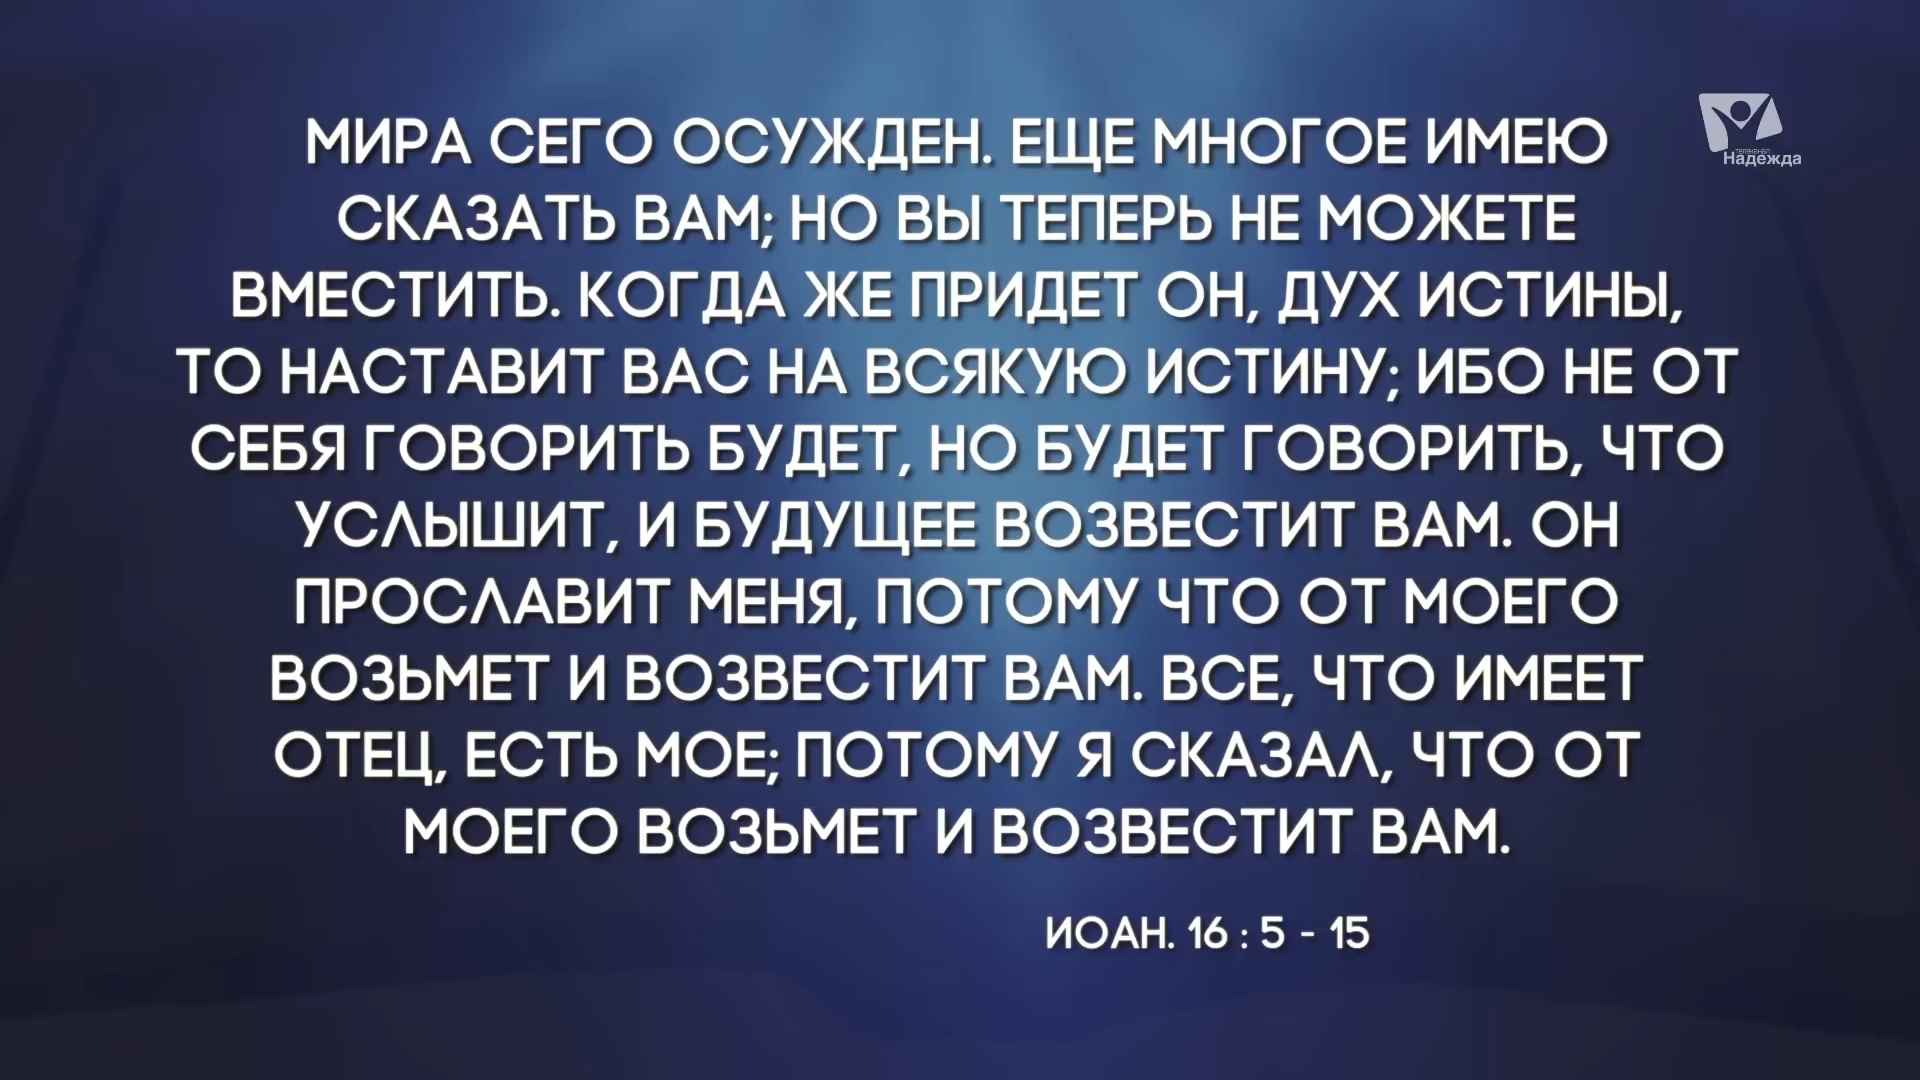 МИРА СЕГО ОСУЖДЕН. ЕЩЕ МНОГОЕ ИМЕЮ
СКАЗАТЬ ВАМ; НО ВЫ ТЕПЕРЬ НЕ МОЖЕТЕ
ВМЕСТИТЬ. КОГДА ЖЕ ПРИДЕТ ОН, ДУХ ИСТИНЫ,
ТО НАСТАВИТ ВАС НА ВСЯКУЮ ИСТИНУ; ИБО НЕ ОТ
СЕБЯ ГОВОРИТЬ БУДЕТ, НО БУДЕТ ГОВОРИТЬ, ЧТО
УСЛЫШИТ, И БУДУЩЕЕ ВОЗВЕСТИТ ВАМ. ОН
ПРОСЛАВИТ МЕНЯ, ПОТОМУ ЧТО ОТ МОЕГО
ВОЗЬМЕТ И ВОЗВЕСТИТ ВАМ. ВСЕ, ЧТО ИМЕЕТ
ОТЕЦ, ЕСТЬ МОЕ; ПОТОМУ Я СКАЗАЛ, ЧТО ОТ
МОЕГО ВОЗЬМЕТ И ВОЗВЕСТИТ ВАМ.
ИОАН. 16 : 5 - 15
ТЕЛЕКАНАЛ
Надежда